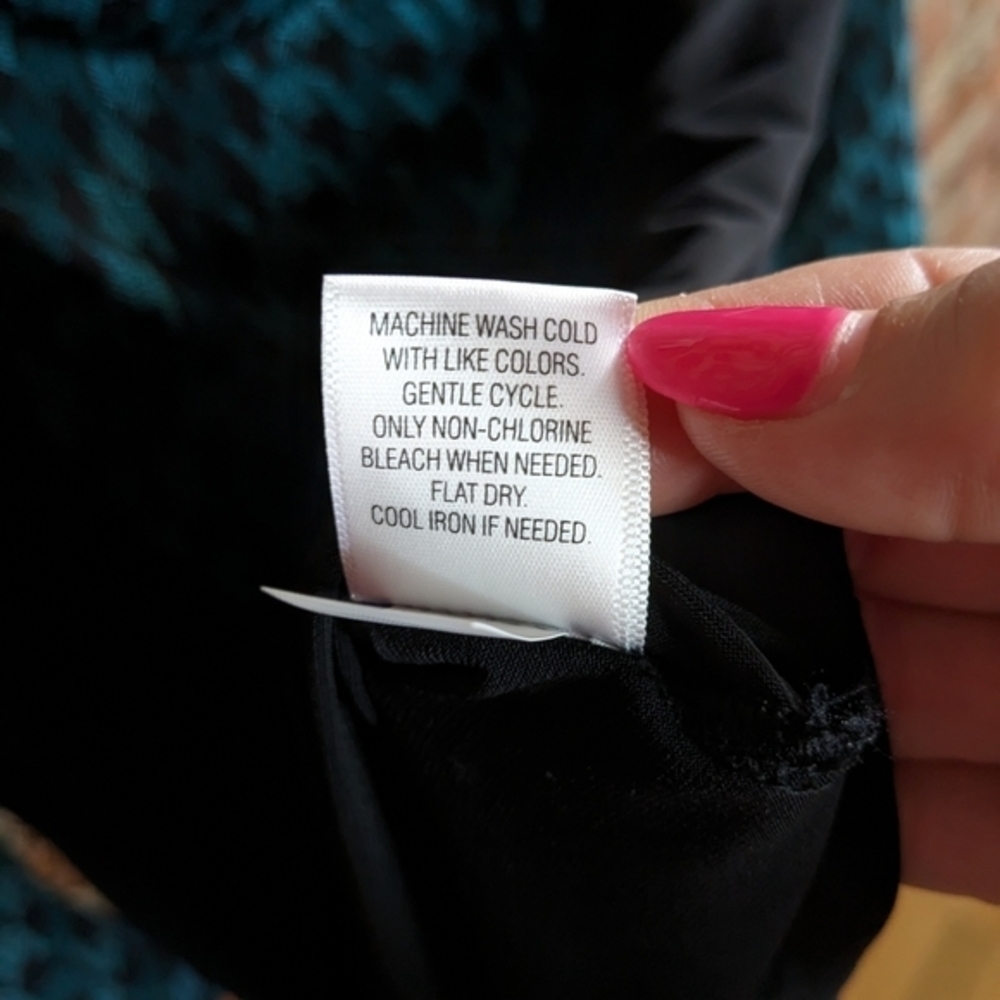 MACHINE WASH COLD
WITH LIKE COLORS.
GENTLE CYCLE.
ONLY NON-CHLORINE
BLEACH WHEN NEEDED.
FLAT DRY.
COOL IRON IF NEEDED.